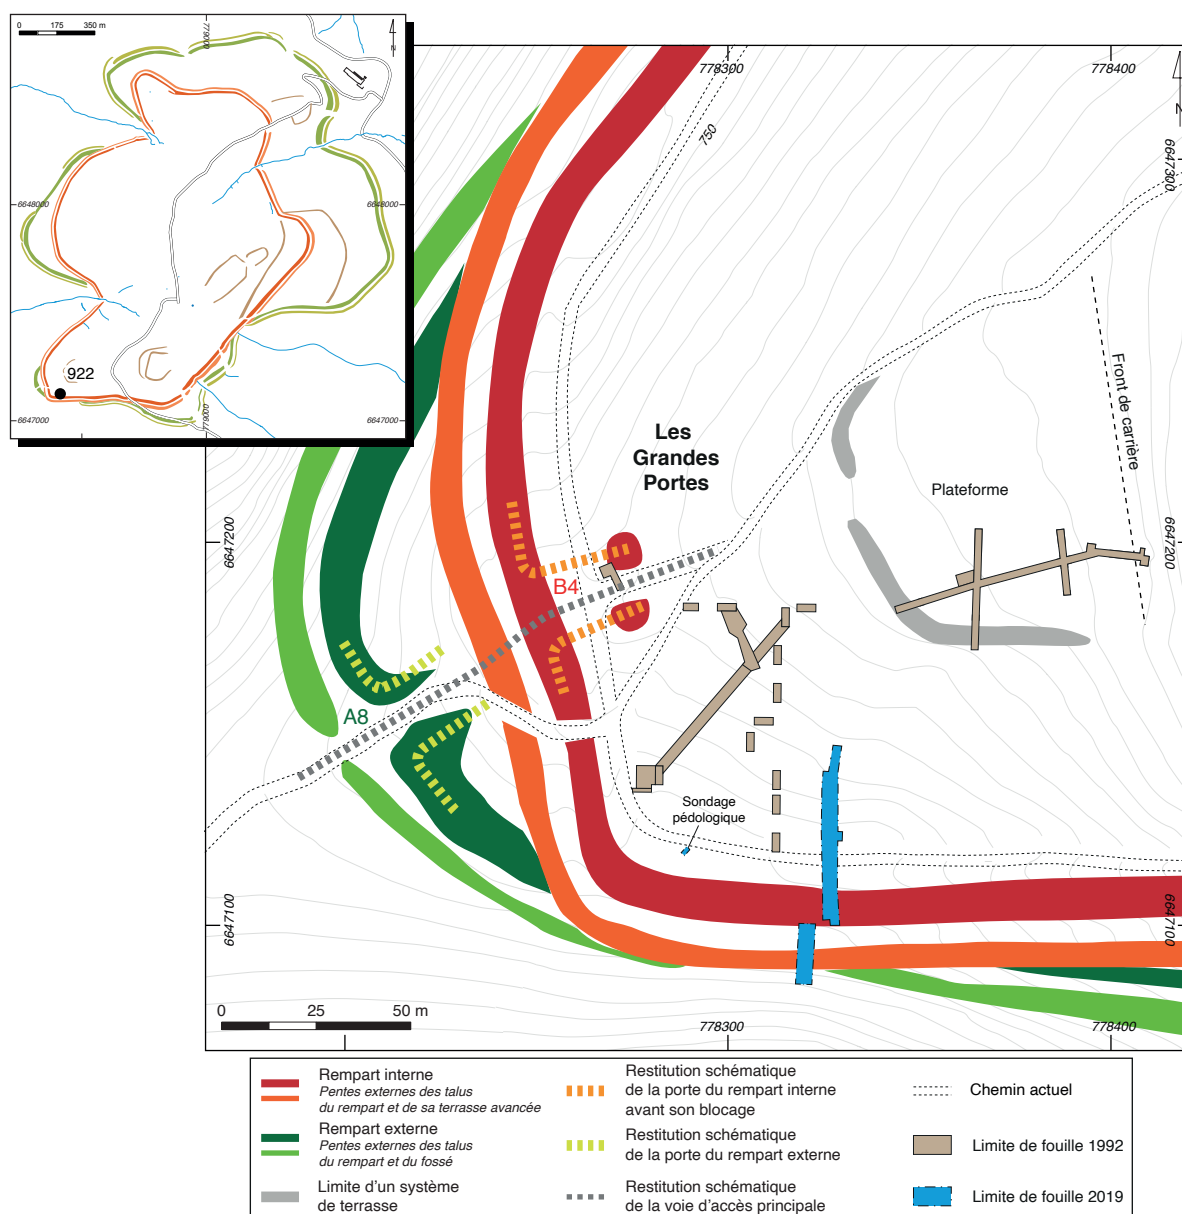 0 175 350 m
779000
N
6648000
6648000
922
6647000
779000
6647000
778300
778400
N
750
6647300
Les
Grandes
Portes
Front de carrière
Plateforme
6647200
6647200
B4
A8
Sondage
pédologique
6647100
6647100
0 25 50 m
778300
778400
Rempart interne
Pentes externes des talus
du rempart et de sa terrasse avancée
Rempart externe
Pentes externes des talus
du rempart et du fossé
Limite d'un système
de terrasse
Restitution schématique
de la porte du rempart interne
avant son blocage
Restitution schématique
de la porte du rempart externe
Restitution schématique
de la voie d'accès principale
Chemin actuel
Limite de fouille 1992
Limite de fouille 2019